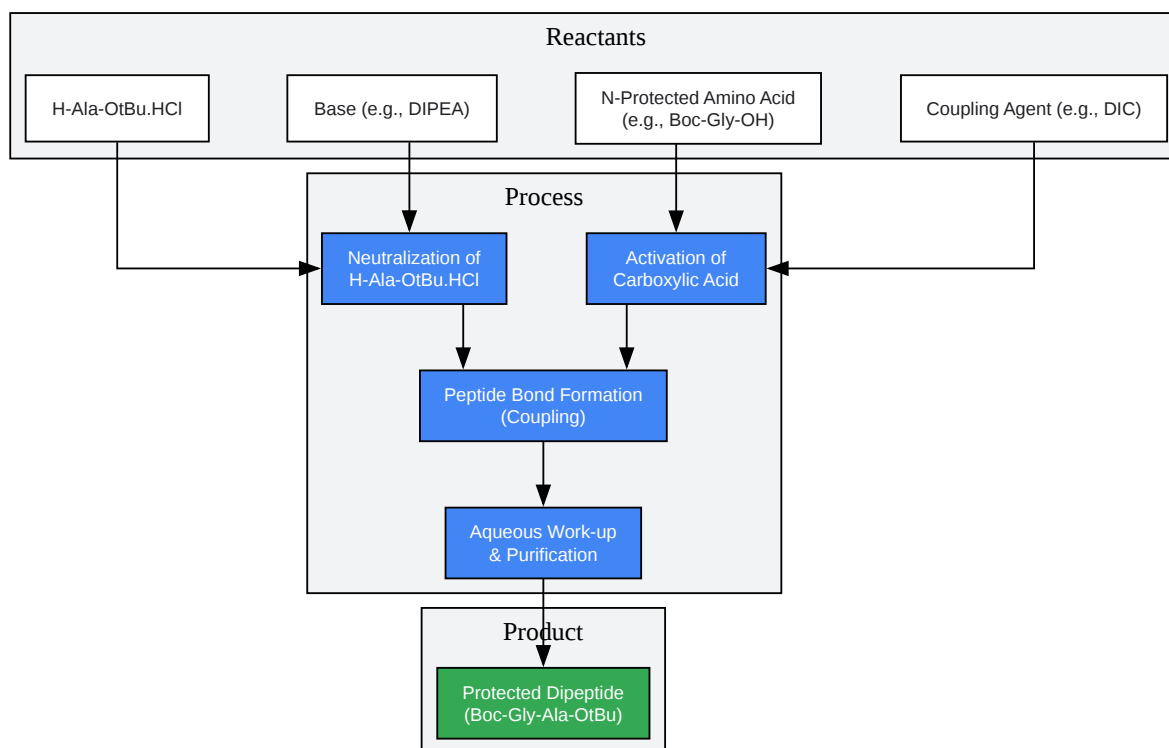 Reactants
H-Ala-OtBu.HCl
Base (e.g., DIPEA)
N-Protected Amino Acid
(e.g., Boc-Gly-OH)
Coupling Agent (e.g., DIC)
Process
Neutralization of
H-Ala-OtBu.HCl
Activation of
Carboxylic Acid
Peptide Bond Formation
(Coupling)
Aqueous Work-up
& Purification
Product
Protected Dipeptide
(Boc-Gly-Ala-OtBu)